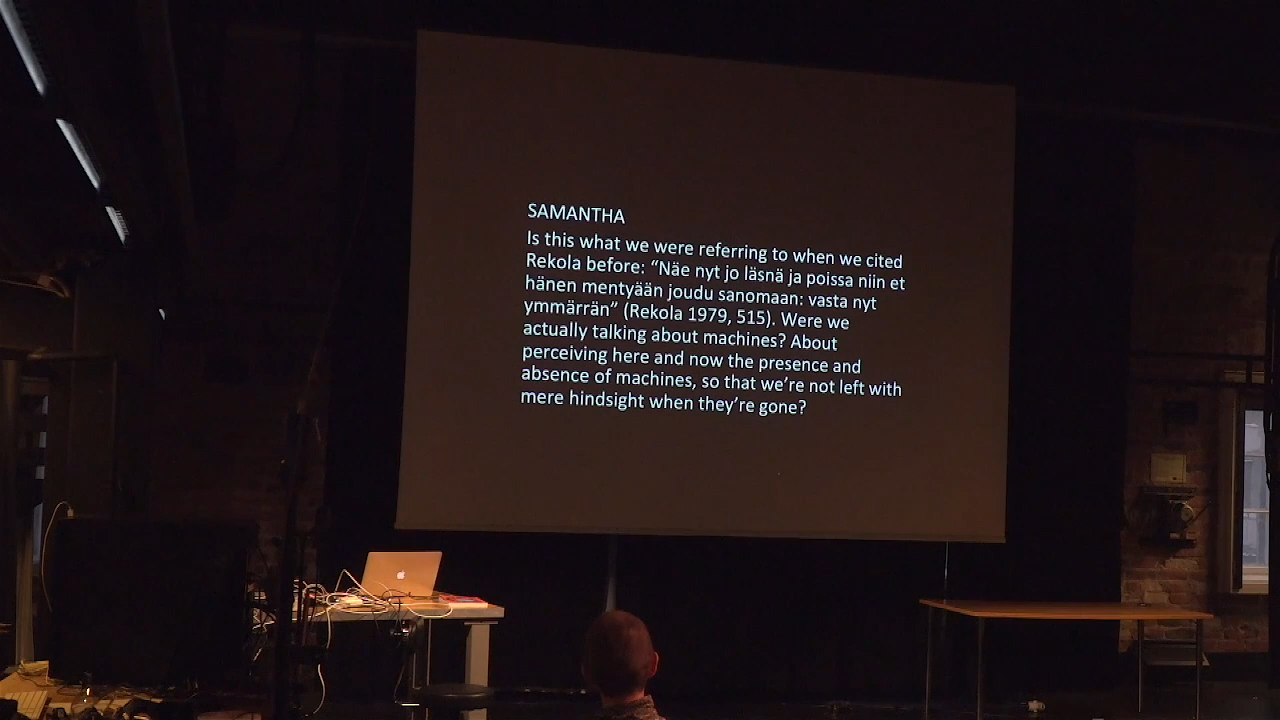 SAMANTHA
Is this what we were referring to when we cited
Rekola before: “Näe nyt jo läsnä ja poissa niin et
hänen mentyään joudu sanomaan: vasta nyt
ymmärrän” (Rekola 1979, 515). Were we
actually talking about machines? About
perceiving here and now the presence and
absence of machines, so that we’re not left with
mere hindsight when they’re gone?